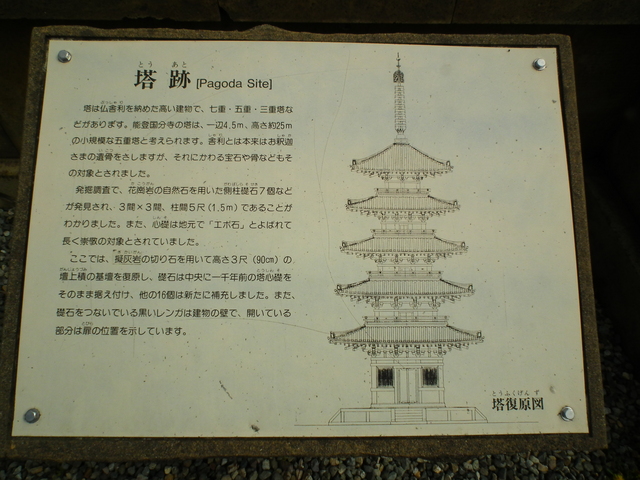 とう あと
塔 跡 [Pagoda Site]
塔は仏舎利を納めた高い建物で、七重・五重・三重塔な
どがあります。能登国分寺の塔は、一辺4.5m、高さ約25m
の小規模な五重塔と考えられます。舎利とは本来はお釈迦
さまの遺骨をさしますが、それにかわる宝石や骨などもそ
の対象とされました。
発掘調査で、花崗岩の自然石を用いた側柱礎石7個など
が発見され、3間×3間、柱間5尺(1.5m)であることが
わかりました。また、心礎は地元で「エボ石」とよばれて
長く崇敬の対象とされていました。
ここでは、擬灰岩の切り石を用いて高さ3尺(90cm)の
壇上積の基壇を復原し、礎石は中央に一千年前の塔心礎を
そのまま据え付け、他の16個は新たに補充しました。また、
礎石をつないでいる黒いレンガは建物の壁で、開いている
部分は扉の位置を示しています。
とうふくげんず
塔復原図